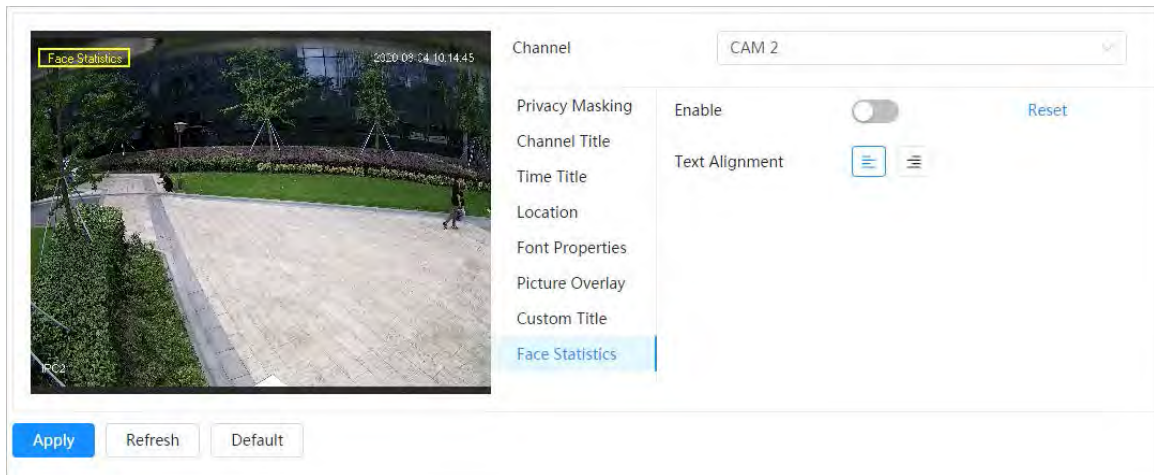 Face Statistics
2020-09-04 10:14:45
IPC2
Channel
CAM 2
Privacy Masking
Channel Title
Time Title
Location
Font Properties
Picture Overlay
Custom Title
Face Statistics
Enable
Reset
Text Alignment
Apply
Refresh
Default